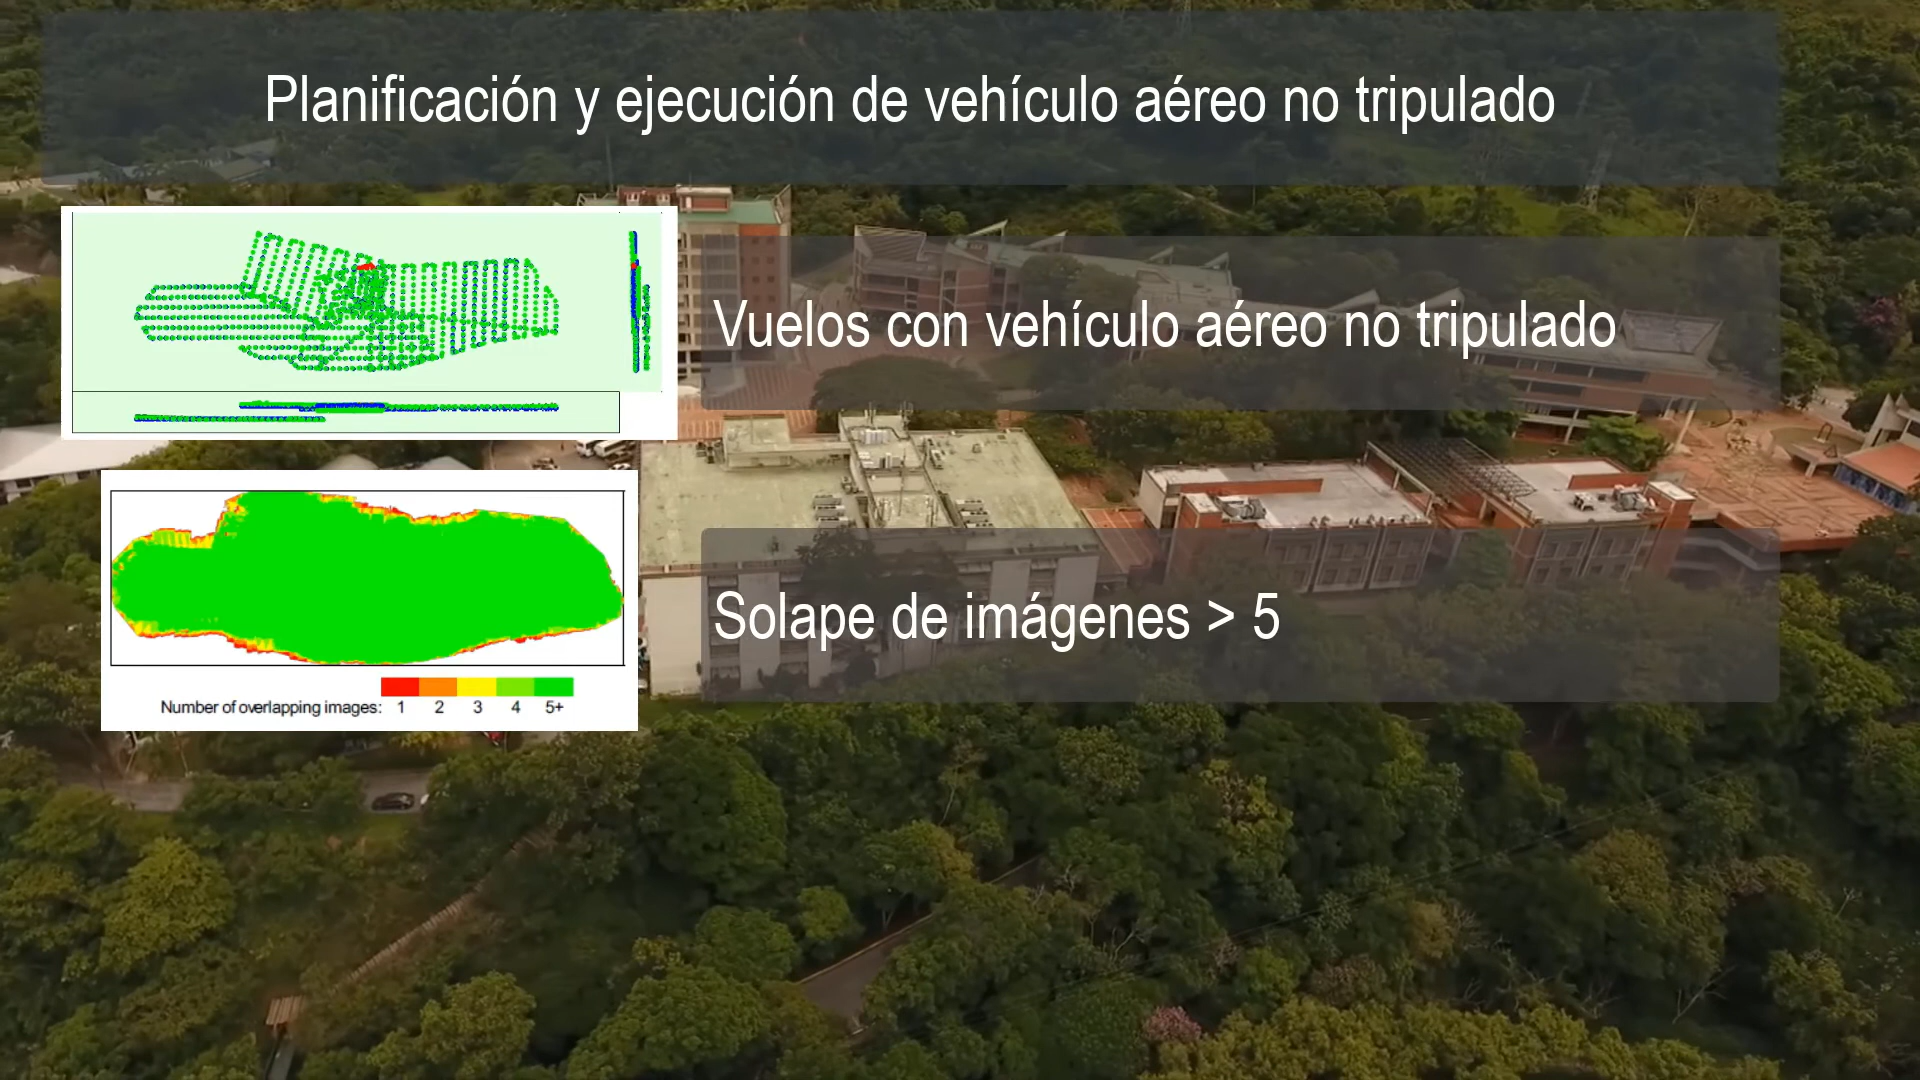 Planificación y ejecución de vehículo aéreo no tripulado
Vuelos con vehículo aéreo no tripulado
Solape de imágenes > 5
Number of overlapping images: 1 2 3 4 5+